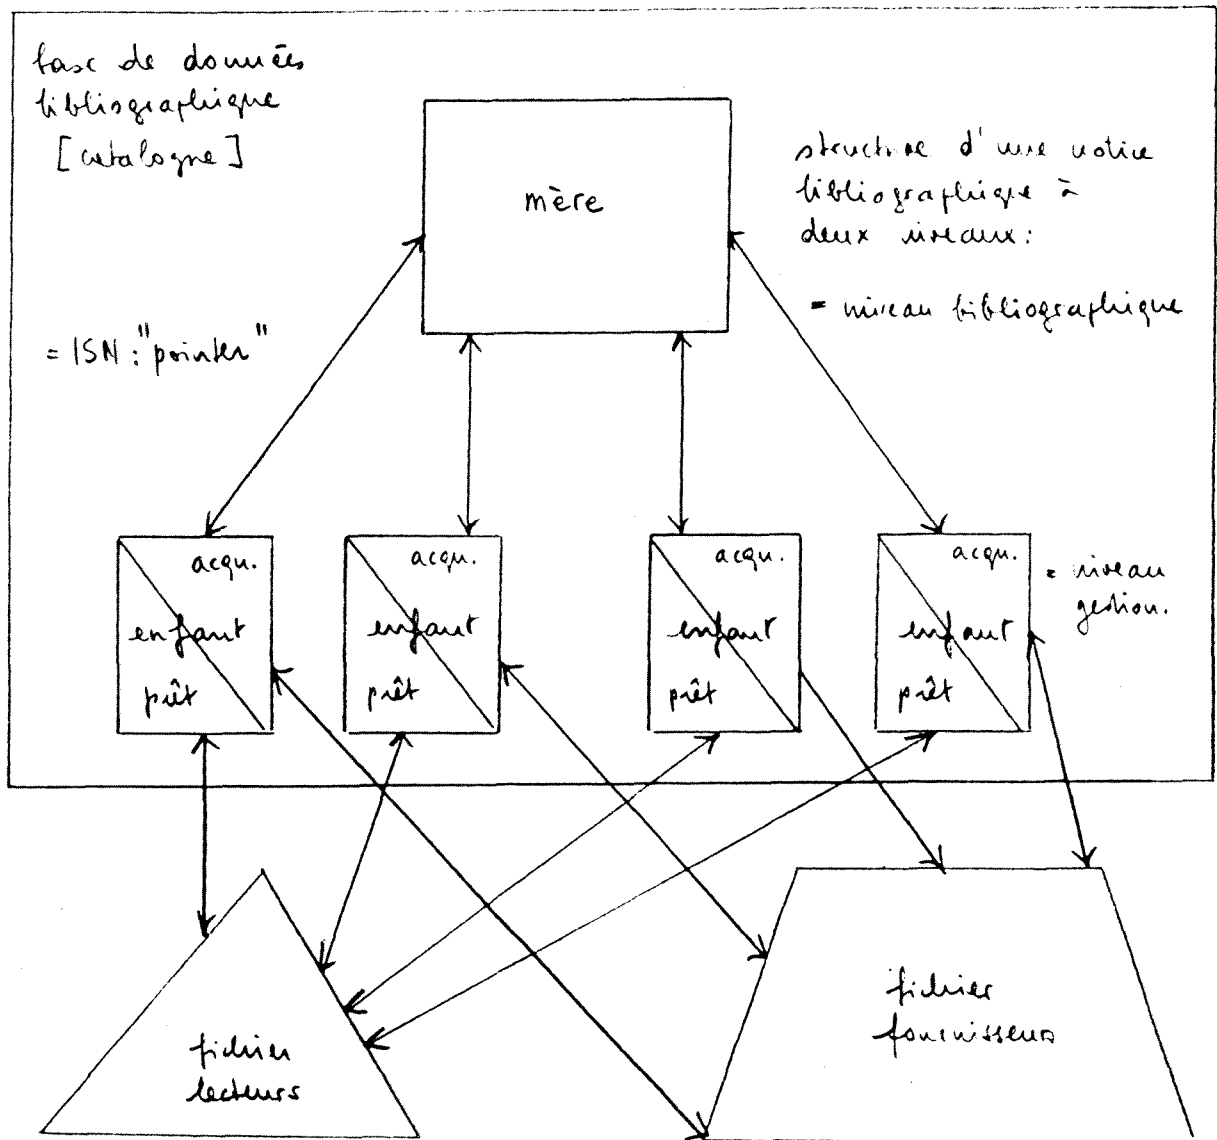 base de données
bibliographique
[catalogue]
mère
structure d'une notice
bibliographique à
deux niveaux:
= niveau bibliographique
= ISN: "pointer"
acqu.
enfant
prêt
acqu.
enfant
prêt
acqu.
enfant
prêt
acqu.
enfant
prêt
= niveau
gestion.
fichier
lecteurs
fichier
fournisseurs